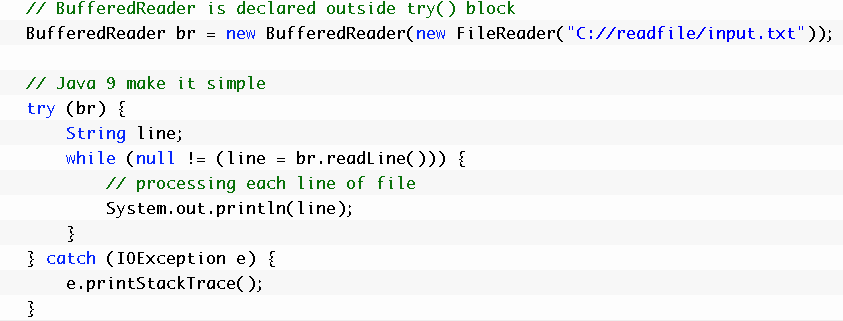 // BufferedReader is declared outside try() block
BufferedReader br = new BufferedReader(new FileReader("C://readfile/input.txt"));

// Java 9 make it simple
try (br) {
    String line;
    while (null != (line = br.readLine())) {
        // processing each line of file
        System.out.println(line);
    }
} catch (IOException e) {
    e.printStackTrace();
}